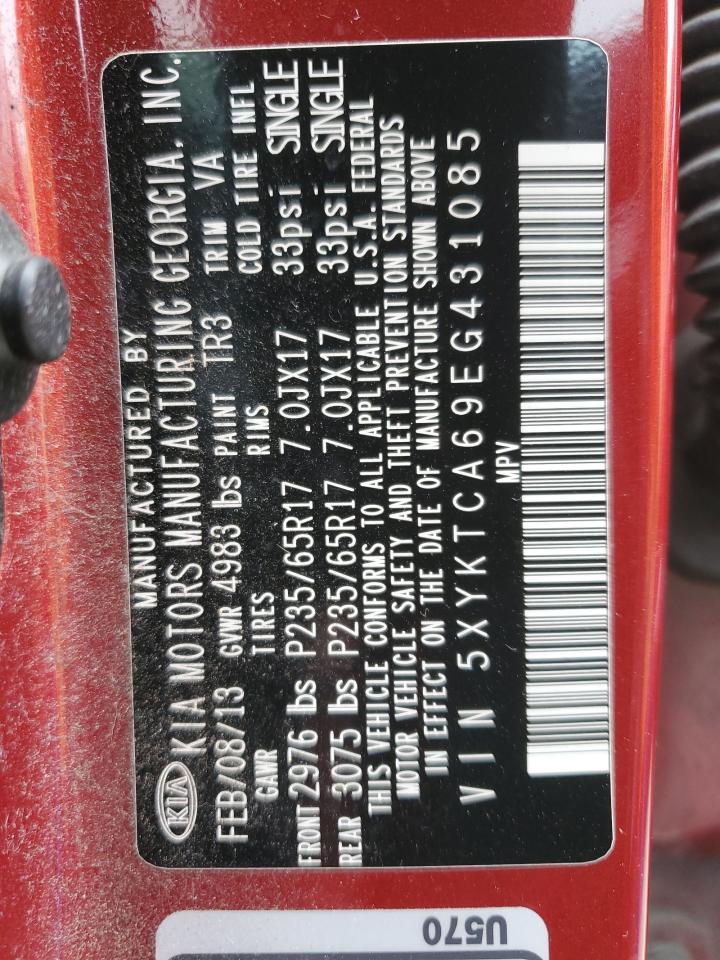 KIA
MANUFACTURED BY
KIA MOTORS MANUFACTURING GEORGIA, INC.
FEB/08/13 GVWR 4983 lbs PAINT TR3 TRIM VA
GAWR TIRES RIMS COLD TIRE INFL
FRONT 2976 lbs P235/65R17 7.0JX17 33psi SINGLE
REAR 3075 lbs P235/65R17 7.0JX17 33psi SINGLE
THIS VEHICLE CONFORMS TO ALL APPLICABLE U.S.A. FEDERAL
MOTOR VEHICLE SAFETY AND THEFT PREVENTION STANDARDS
IN EFFECT ON THE DATE OF MANUFACTURE SHOWN ABOVE
VIN 5XYKTCA69EG431085
MPV
U570